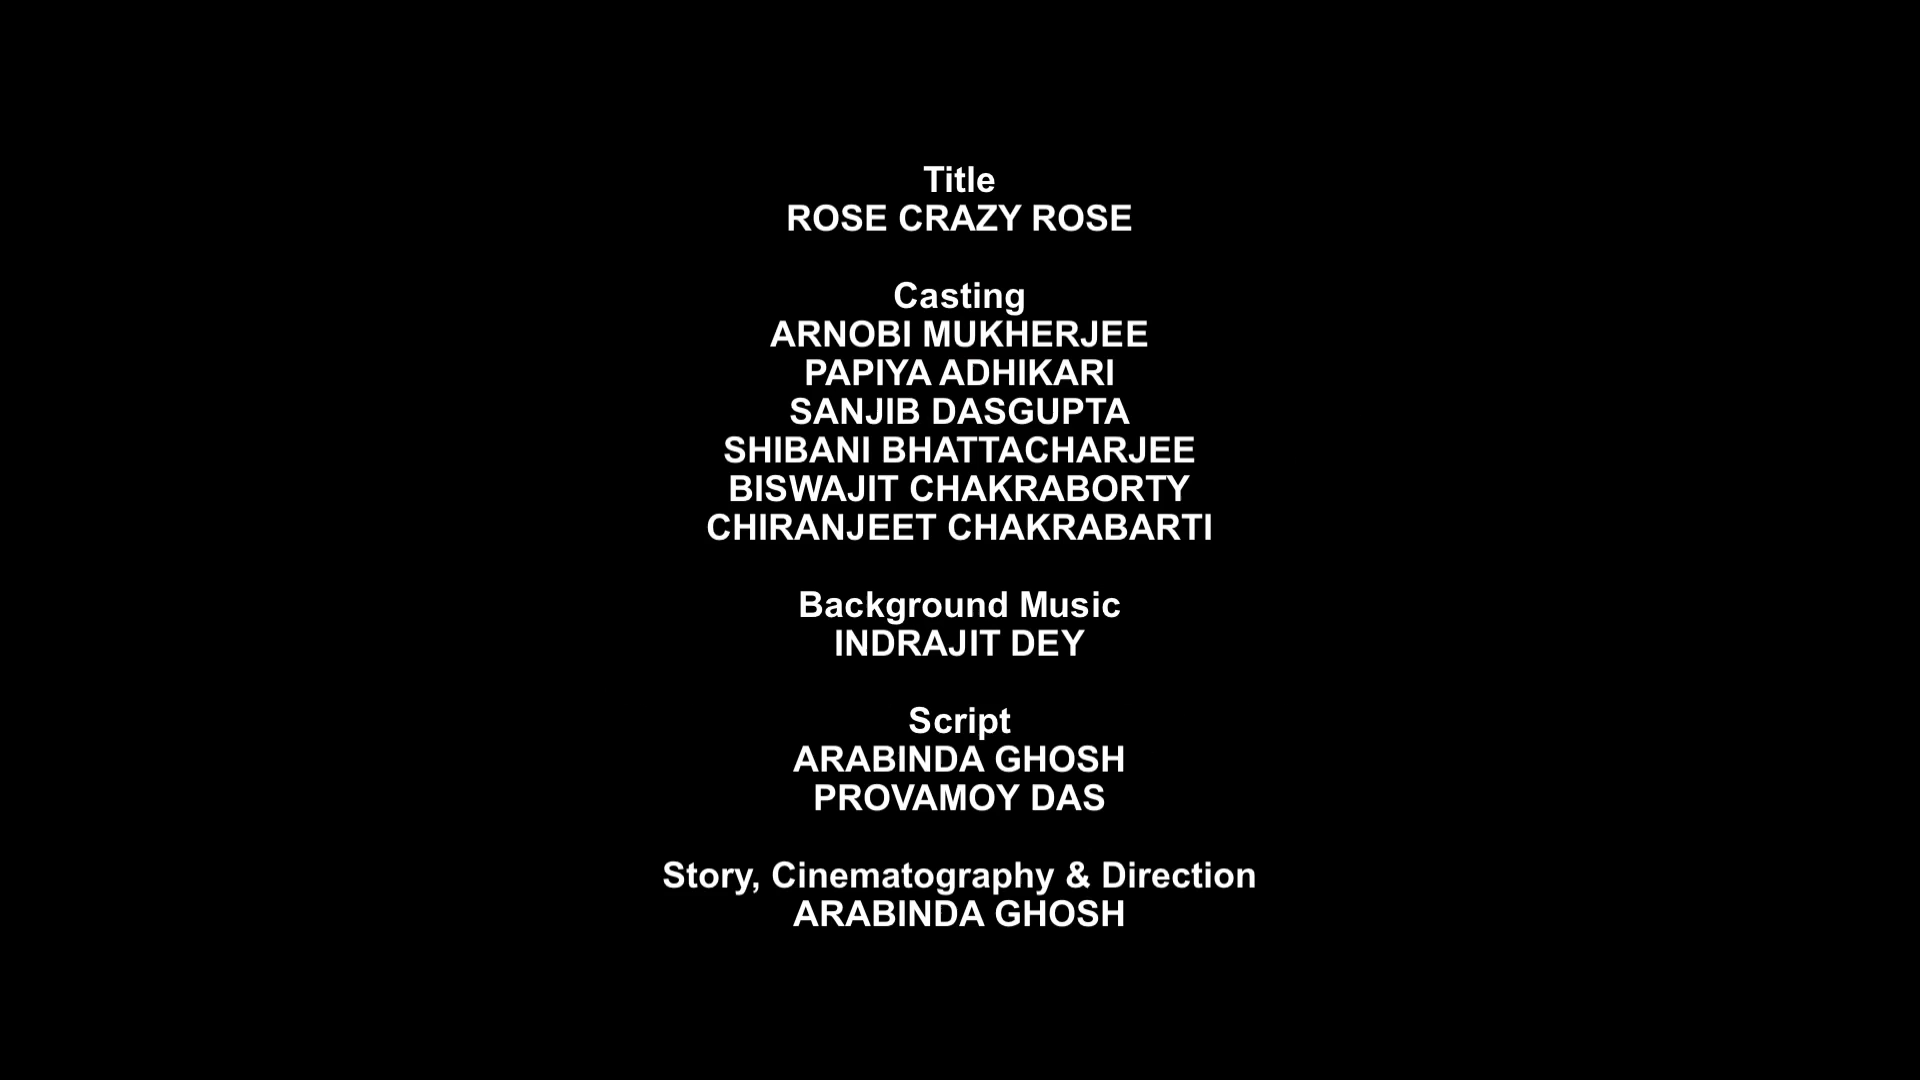 Title
ROSE CRAZY ROSE
Casting
ARNOBI MUKHERJEE
PAPIYA ADHIKARI
SANJIB DASGUPTA
SHIBANI BHATTACHARJEE
BISWAJIT CHAKRABORTY
CHIRANJEET CHAKRABARTI
Background Music
INDRAJIT DEY
Script
ARABINDA GHOSH
PROVAMOY DAS
Story, Cinematography & Direction
ARABINDA GHOSH